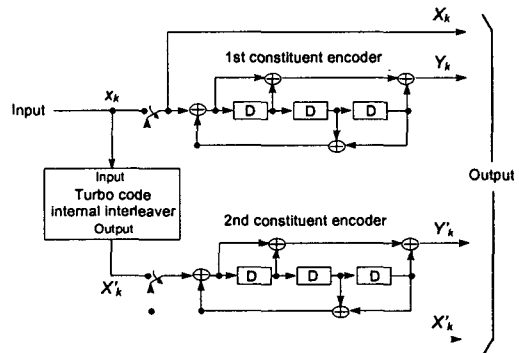 X_k
1st constituent encoder
Y_k
Input
x_k
D
D
D
Input
Turbo code
internal interleaver
Output
Output
2nd constituent encoder
Y'_k
X'_k
D
D
D
X'_k